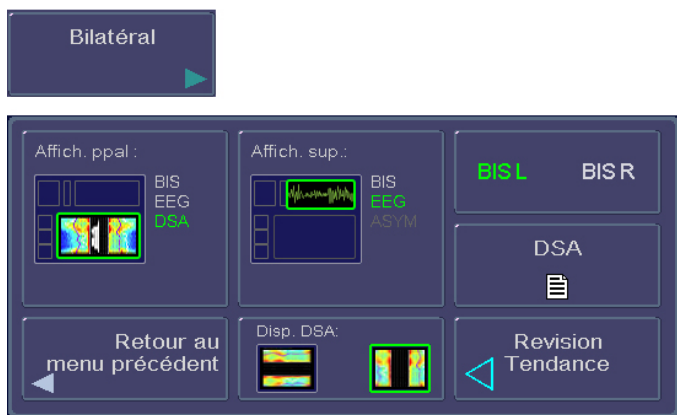 Bilatéral
Affich. ppal :
BIS
EEG
DSA
Affich. sup.:
BIS
EEG
ASYM
BIS L BIS R
DSA
Retour au
menu précédent
Disp. DSA:
Revision
Tendance